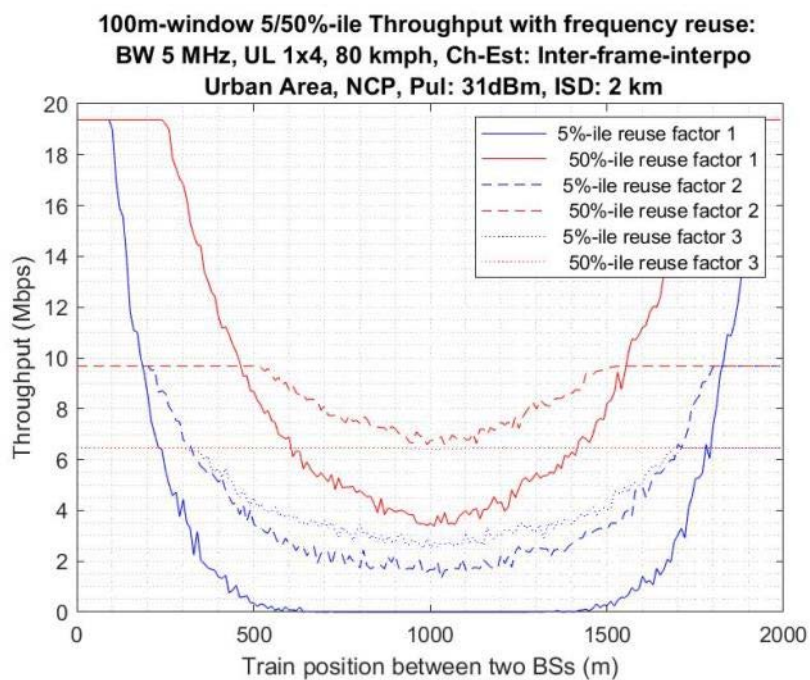 100m-window 5/50%-ile Throughput with frequency reuse:
BW 5 MHz, UL 1x4, 80 kmph, Ch-Est: Inter-frame-interpo
Urban Area, NCP, Pul: 31dBm, ISD: 2 km
20
18
16
14
12
10
8
6
4
2
0
Throughput (Mbps)
5%-ile reuse factor 1
50%-ile reuse factor 1
5%-ile reuse factor 2
50%-ile reuse factor 2
5%-ile reuse factor 3
50%-ile reuse factor 3
0 500 1000 1500 2000
Train position between two BSs (m)